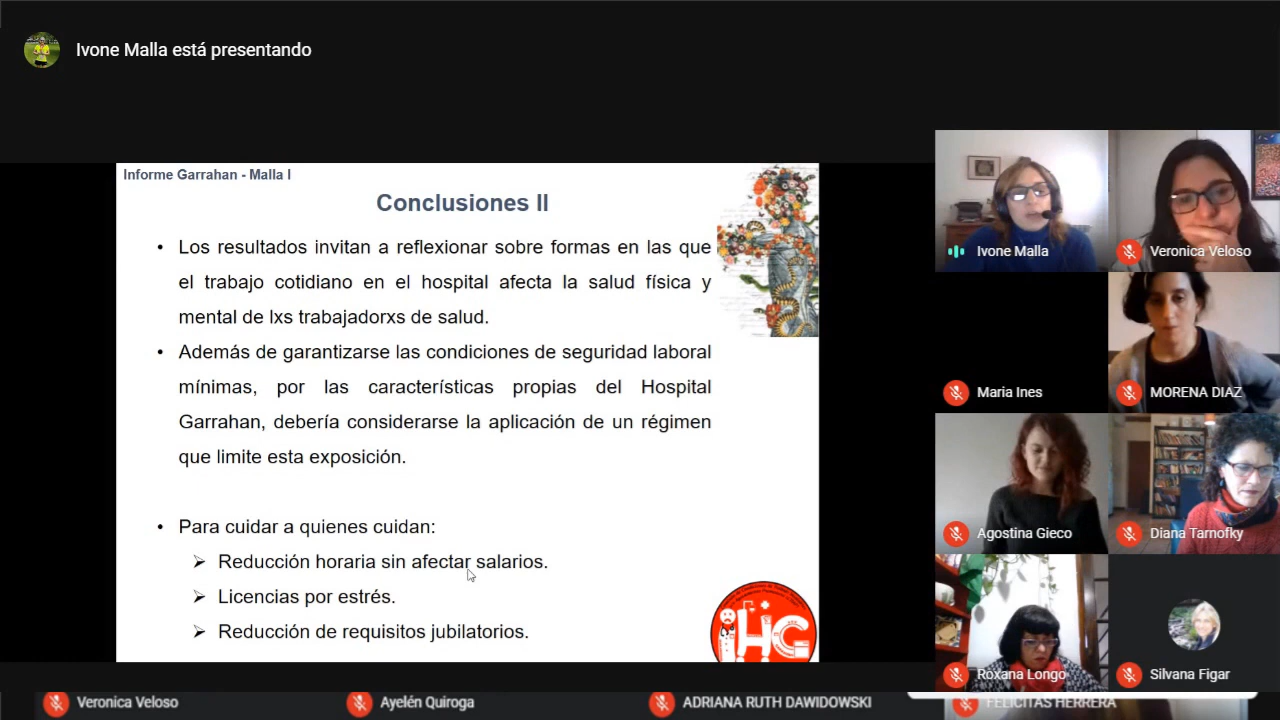 Ivone Malla está presentando
Informe Garrahan - Malla I
Conclusiones II
• Los resultados invitan a reflexionar sobre formas en las que
el trabajo cotidiano en el hospital afecta la salud física y
mental de lxs trabajadorxs de salud.
• Además de garantizarse las condiciones de seguridad laboral
mínimas, por las características propias del Hospital
Garrahan, debería considerarse la aplicación de un régimen
que limite esta exposición.
• Para cuidar a quienes cuidan:
➢ Reducción horaria sin afectar salarios.
➢ Licencias por estrés.
➢ Reducción de requisitos jubilatorios.
IHG
Ivone Malla
Veronica Veloso
Maria Ines
MORENA DIAZ
Agostina Gieco
Diana Tarnofky
Roxana Longo
Silvana Figar
Veronica Veloso
Ayelén Quiroga
ADRIANA RUTH DAWIDOWSKI
FELICITAS HERRERA